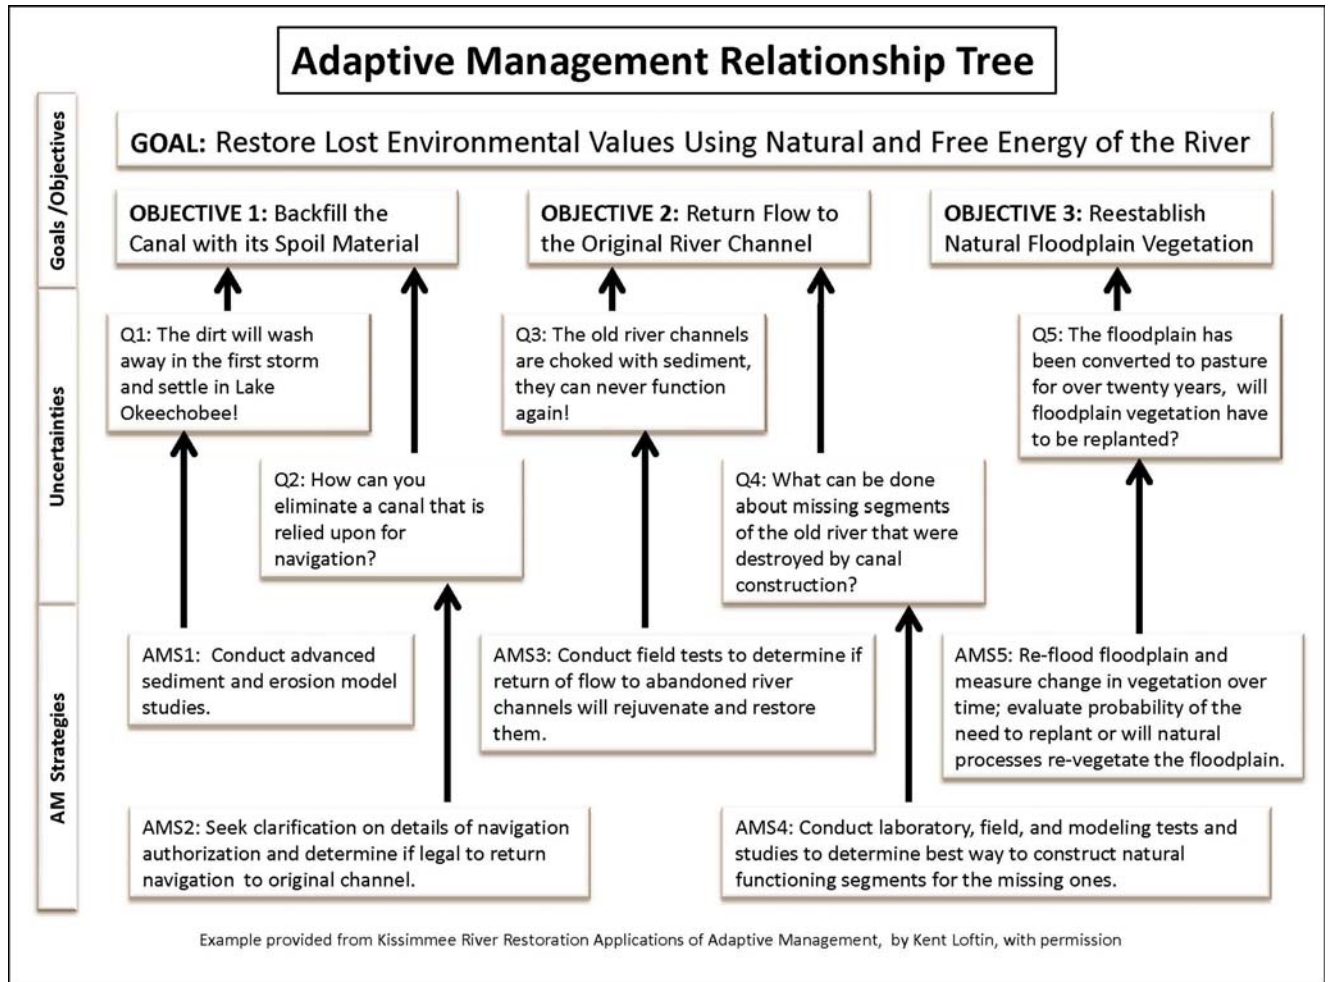 Adaptive Management Relationship Tree
Goals /Objectives
GOAL: Restore Lost Environmental Values Using Natural and Free Energy of the River
OBJECTIVE 1: Backfill the
Canal with its Spoil Material
OBJECTIVE 2: Return Flow to
the Original River Channel
OBJECTIVE 3: Reestablish
Natural Floodplain Vegetation
Uncertainties
Q1: The dirt will wash
away in the first storm
and settle in Lake
Okeechobee!
Q2: How can you
eliminate a canal that is
relied upon for
navigation?
Q3: The old river channels
are choked with sediment,
they can never function
again!
Q4: What can be done
about missing segments
of the old river that were
destroyed by canal
construction?
Q5: The floodplain has
been converted to pasture
for over twenty years, will
floodplain vegetation have
to be replanted?
AM Strategies
AMS1: Conduct advanced
sediment and erosion model
studies.
AMS2: Seek clarification on details of navigation
authorization and determine if legal to return
navigation to original channel.
AMS3: Conduct field tests to determine if
return of flow to abandoned river
channels will rejuvenate and restore
them.
AMS4: Conduct laboratory, field, and modeling tests and
studies to determine best way to construct natural
functioning segments for the missing ones.
AMS5: Re-flood floodplain and
measure change in vegetation over
time; evaluate probability of the
need to replant or will natural
processes re-vegetate the floodplain.
Example provided from Kissimmee River Restoration Applications of Adaptive Management, by Kent Loftin, with permission